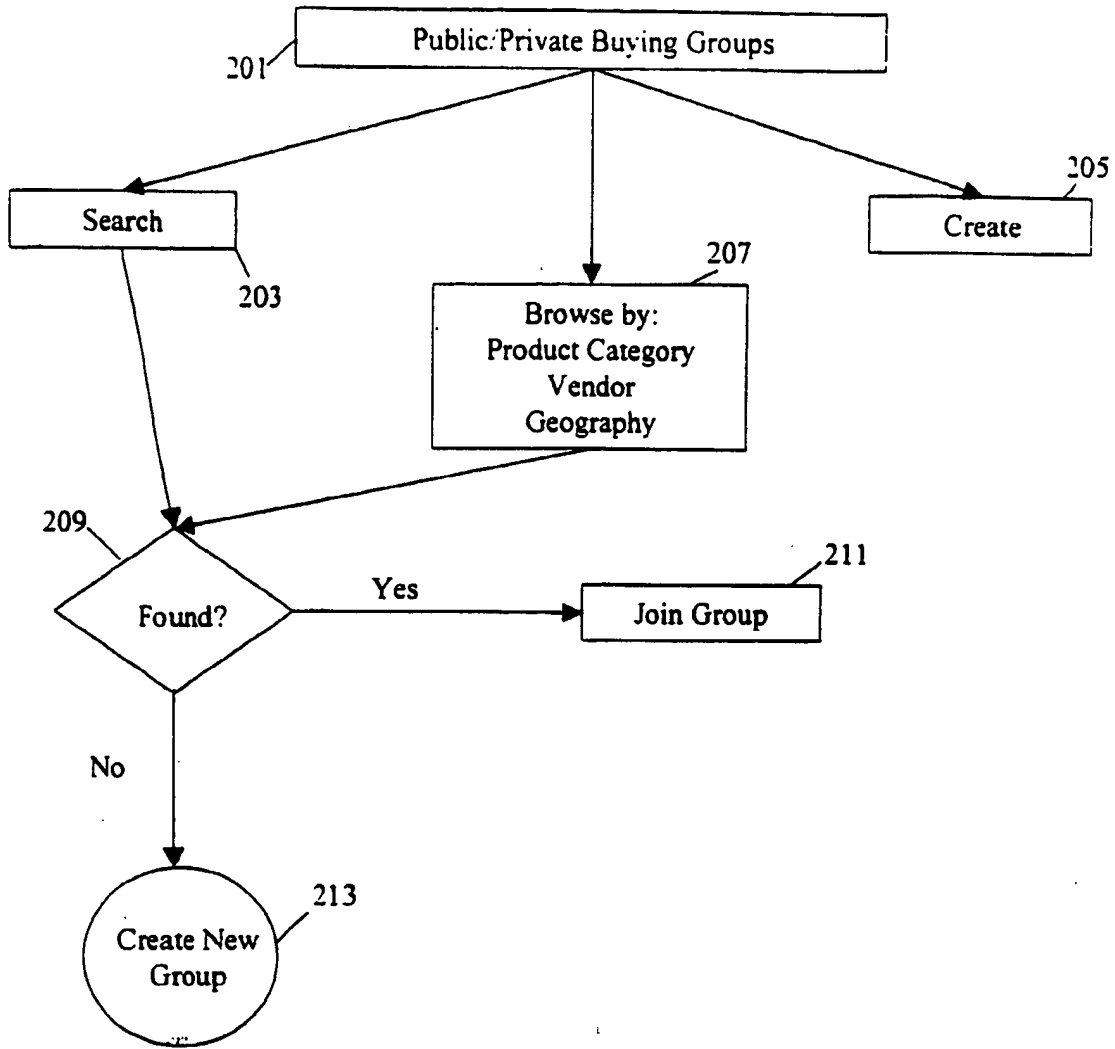 Public/Private Buying Groups
201
205
Search
Create
203
207
Browse by:
Product Category
Vendor
Geography
209
211
Yes
Found?
Join Group
No
213
Create New
Group